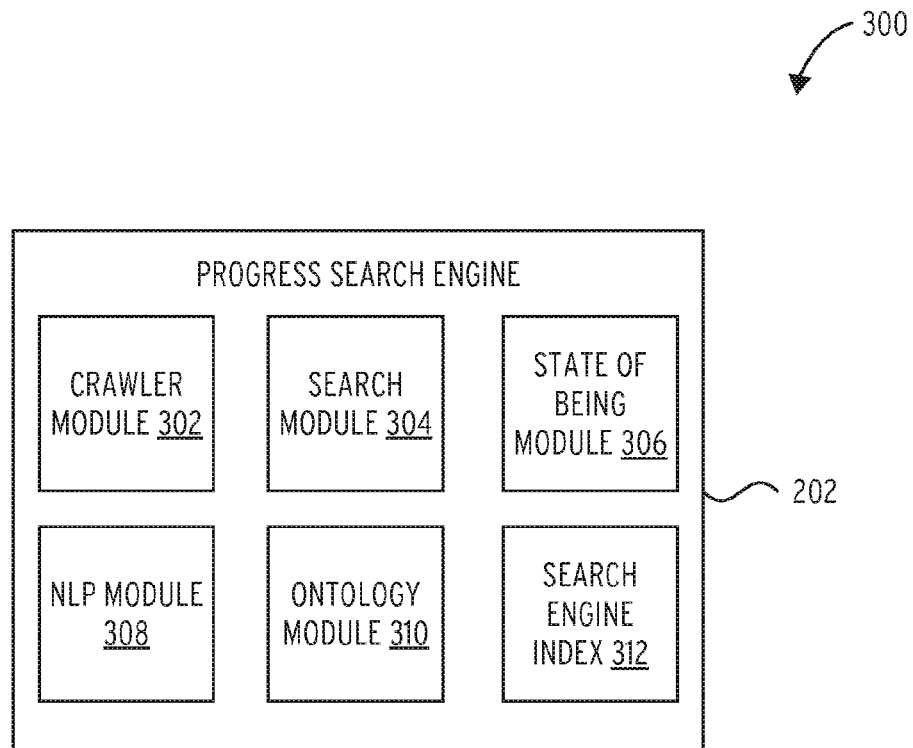 300
PROGRESS SEARCH ENGINE
CRAWLER
MODULE 302
SEARCH
MODULE 304
STATE OF
BEING
MODULE 306
202
NLP MODULE
308
ONTOLOGY
MODULE 310
SEARCH
ENGINE
INDEX 312